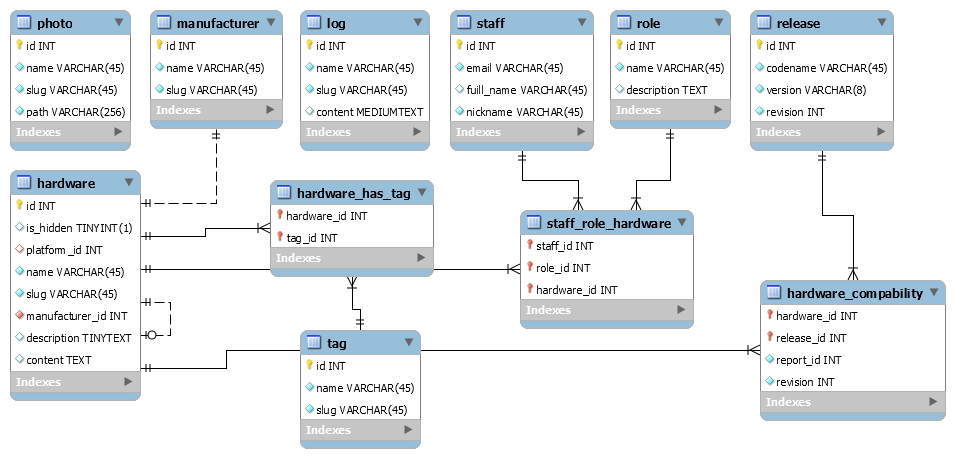 photo
id INT
name VARCHAR(45)
slug VARCHAR(45)
path VARCHAR(256)
Indexes
manufacturer
id INT
name VARCHAR(45)
slug VARCHAR(45)
Indexes
log
id INT
name VARCHAR(45)
slug VARCHAR(45)
content MEDIUMTEXT
Indexes
staff
id INT
email VARCHAR(45)
fuill_name VARCHAR(45)
nickname VARCHAR(45)
Indexes
role
id INT
name VARCHAR(45)
description TEXT
Indexes
release
id INT
codename VARCHAR(45)
version VARCHAR(8)
revision INT
Indexes
hardware
id INT
is_hidden TINYINT(1)
platform _id INT
name VARCHAR(45)
slug VARCHAR(45)
manufacturer_id INT
description TINYTEXT
content TEXT
Indexes
hardware_has_tag
hardware_id INT
tag_id INT
Indexes
staff_role_hardware
staff_id INT
role_id INT
hardware_id INT
Indexes
hardware_compability
hardware_id INT
release_id INT
report_id INT
revision INT
Indexes
tag
id INT
name VARCHAR(45)
slug VARCHAR(45)
Indexes